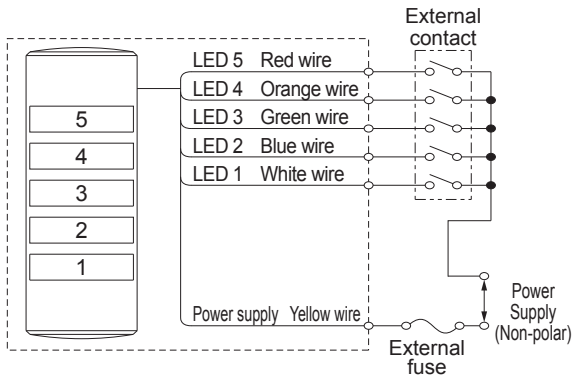 External
contact
LED 5 Red wire
LED 4 Orange wire
LED 3 Green wire
LED 2 Blue wire
LED 1 White wire
5
4
3
2
1
Power supply Yellow wire
External
fuse
Power
Supply
(Non-polar)